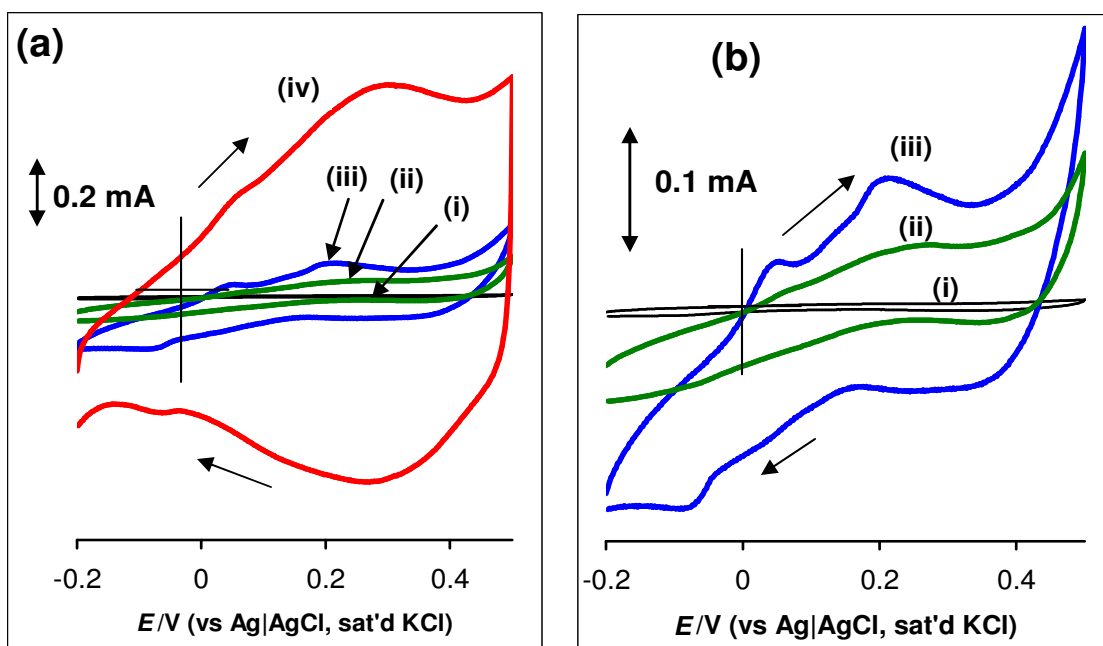 (a)
(iv)
0.2 mA
(iii)
(ii)
(i)
-0.2
0
0.2
0.4
E/V (vs Ag|AgCl, sat'd KCl)
(b)
0.1 mA
(iii)
(ii)
(i)
-0.2
0
0.2
0.4
E/V (vs Ag|AgCl, sat'd KCl)